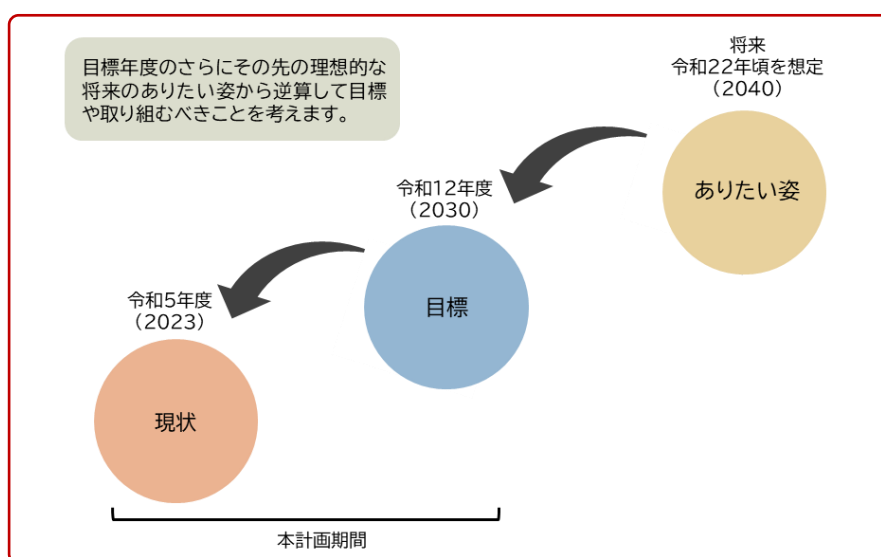 目標年度のさらにその先の理想的な
将来のありたい姿から逆算して目標
や取り組むべきことを考えます。
将来
令和22年頃を想定
（2040）
ありたい姿
令和12年度
（2030）
目標
令和5年度
（2023）
現状
本計画期間